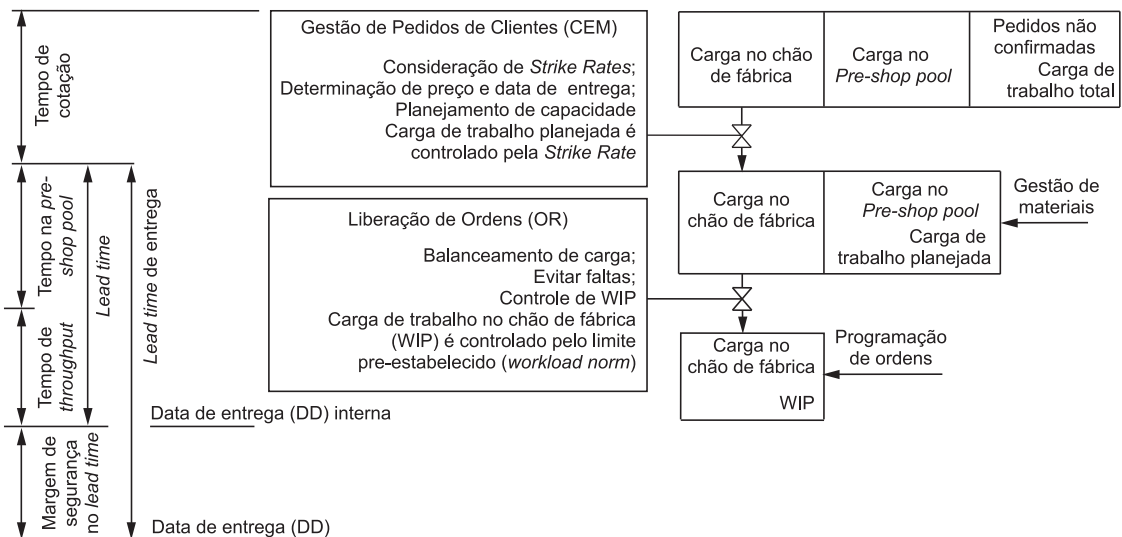 Tempo de
cotação
Tempo na pre-
shop pool
Lead time
Lead time de entrega
Tempo de
throughput
Margem de
segurança
no lead time
Data de entrega (DD) interna
Data de entrega (DD)
Gestão de Pedidos de Clientes (CEM)
Consideração de Strike Rates;
Determinação de preço e data de entrega;
Planejamento de capacidade
Carga de trabalho planejada é
controlado pela Strike Rate
Liberação de Ordens (OR)
Balanceamento de carga;
Evitar faltas;
Controle de WIP
Carga de trabalho no chão de fábrica
(WIP) é controlado pelo limite
pre-estabelecido (workload norm)
Carga no chão
de fábrica
Carga no
Pre-shop pool
Pedidos não
confirmadas
Carga de
trabalho total
Carga no
chão de fábrica
Carga no
Pre-shop pool
Carga de
trabalho planejada
Gestão de
materiais
Carga no
chão de fábrica
WIP
Programação
de ordens